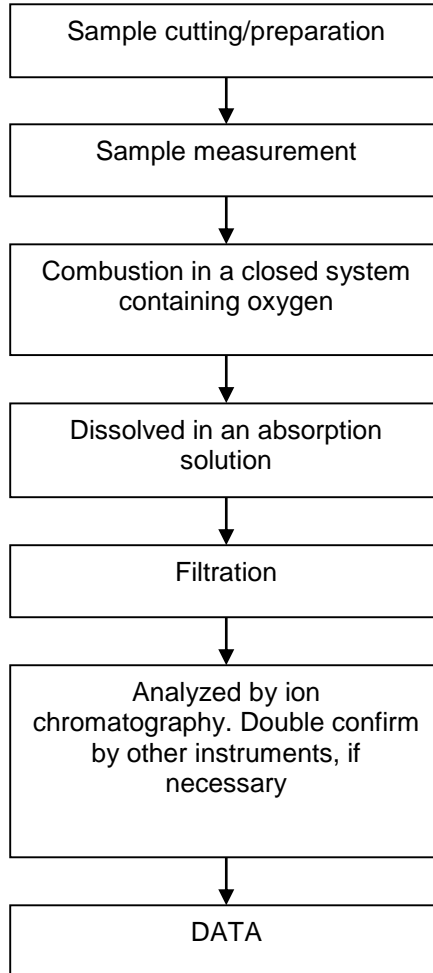 Sample cutting/preparation
Sample measurement
Combustion in a closed system
containing oxygen
Dissolved in an absorption
solution
Filtration
Analyzed by ion
chromatography. Double confirm
by other instruments, if
necessary
DATA